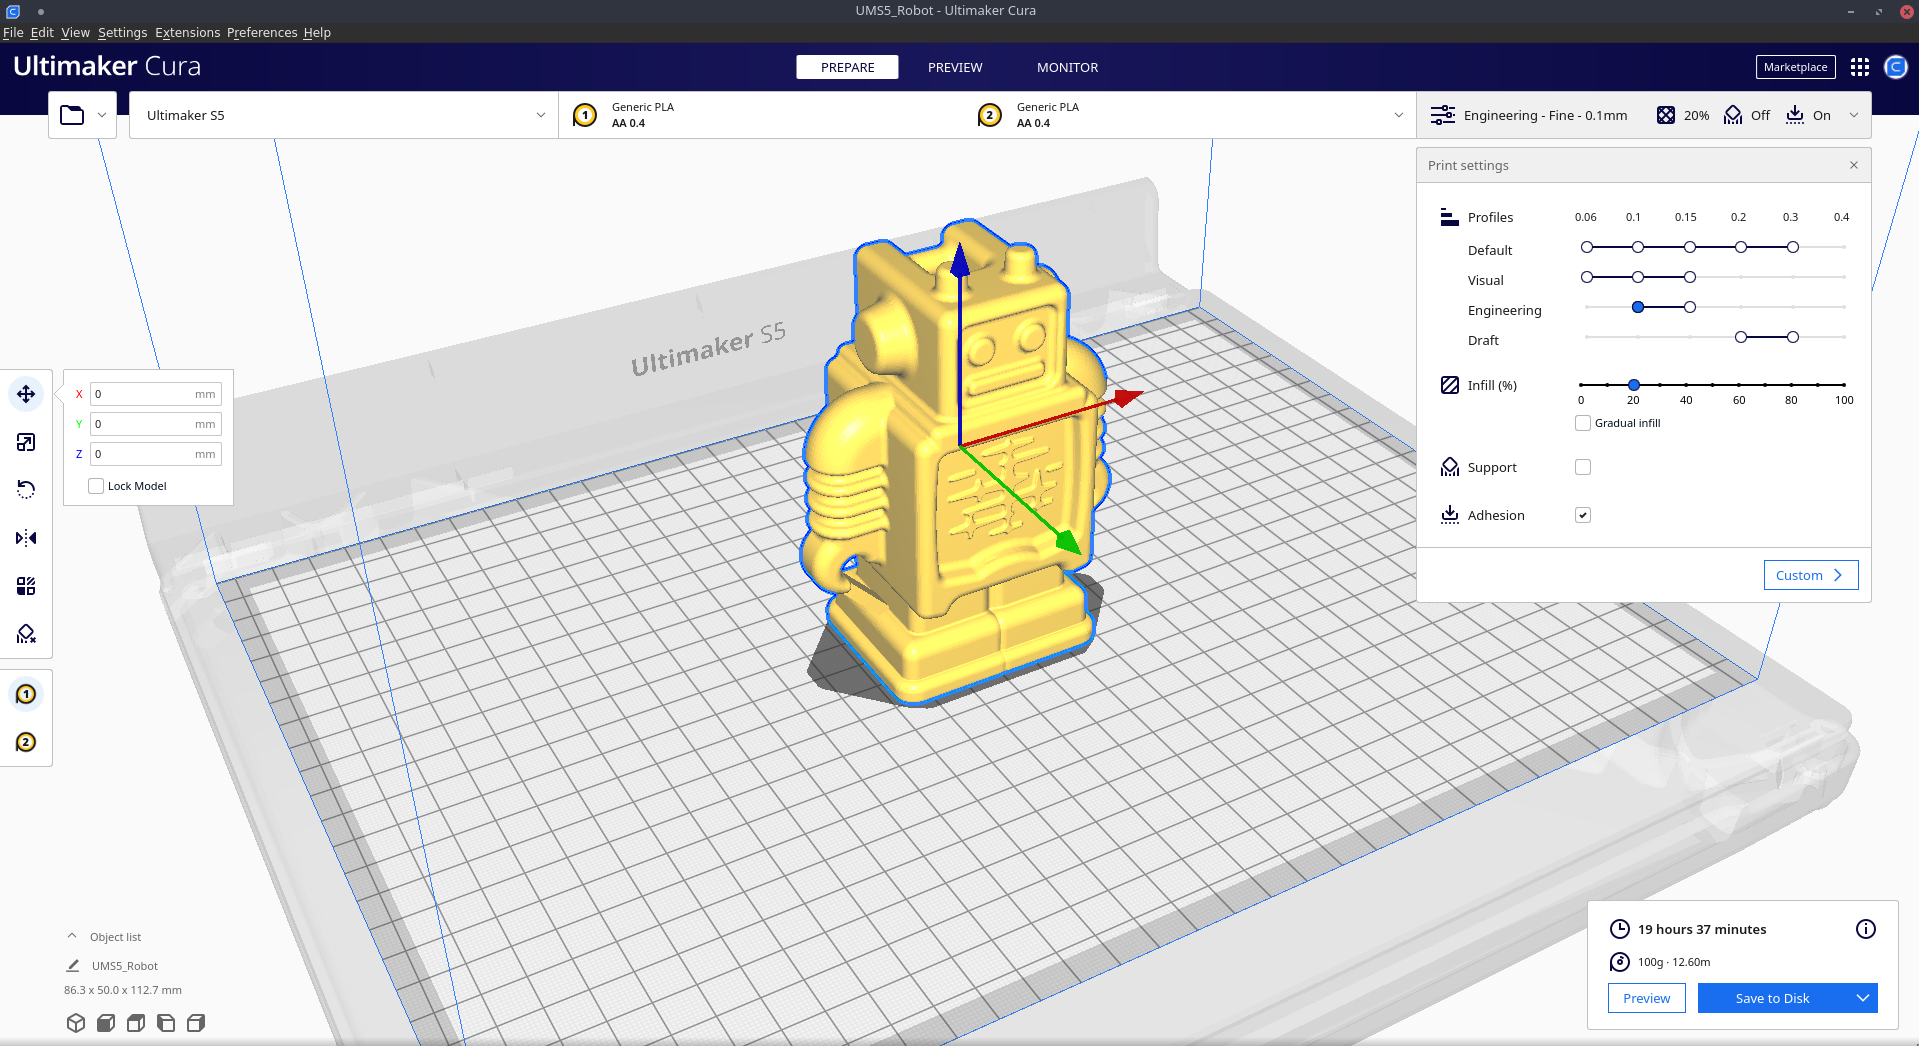 UMS5_Robot - Ultimaker Cura
File Edit View Settings Extensions Preferences Help
Ultimaker Cura
PREPARE
PREVIEW
MONITOR
Marketplace
Ultimaker S5
1
Generic PLA
AA 0.4
2
Generic PLA
AA 0.4
Engineering - Fine - 0.1mm
20%
Off
On
Print settings
Profiles
0.06 0.1 0.15 0.2 0.3 0.4
Default
Visual
Engineering
Draft
Infill (%)
0 20 40 60 80 100
Gradual infill
Support
Adhesion
Custom
Ultimaker S5
X 0 mm
Y 0 mm
Z 0 mm
Lock Model
1
2
Object list
UMS5_Robot
86.3 x 50.0 x 112.7 mm
19 hours 37 minutes
100g · 12.60m
Preview
Save to Disk